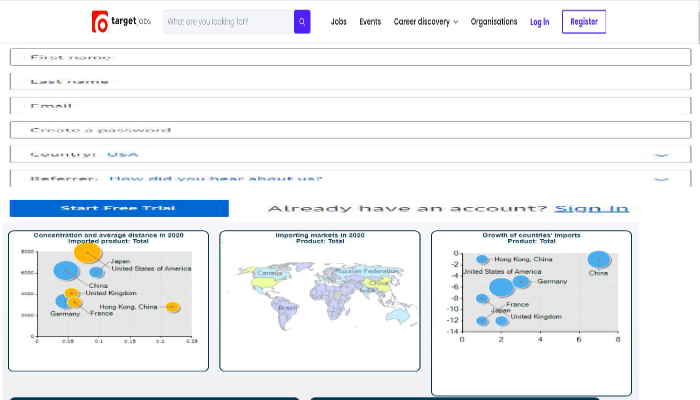 targetjobs What are you looking for? Jobs Events Career discovery Organisations Log in Register
First name
Last name
Email
Create a password
Country: USA
Referrer: How did you hear about us?
Start Free Trial Already have an account? Sign In
Concentration and average distance in 2020
Imported product: Total
8000
6000
4000
2000
0
0 0.05 0.1 0.15 0.2 0.25
Japan
United States of America
China
United Kingdom
Hong Kong, China
Germany
France
Importing markets in 2020
Product: Total
Canada
Russian Federation
China
Brazil
Growth of countries' imports
Product: Total
0
-2
-4
-6
-8
-10
-12
-14
0 2 4 6 8
Hong Kong, China
China
United States of America
Germany
France
Japan
United Kingdom